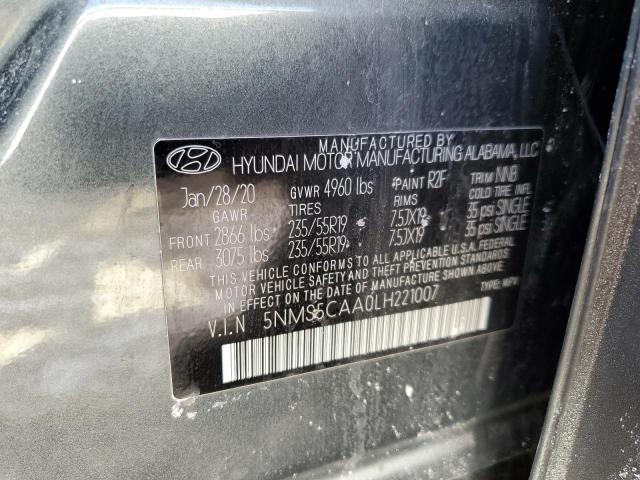 MANUFACTURED BY
HYUNDAI MOTOR MANUFACTURING ALABAMA, LLC
Jan/28/20 GVWR 4960 lbs PAINT R2F TRIM NNB
GAWR TIRES RIMS COLD TIRE INFL
FRONT 2866 lbs 235/55R19 7.5JX19 35 psi SINGLE
REAR 3075 lbs 235/55R19 7.5JX19 35 psi SINGLE
THIS VEHICLE CONFORMS TO ALL APPLICABLE U.S.A FEDERAL
MOTOR VEHICLE SAFETY AND THEFT PREVENTION STANDARDS
IN EFFECT ON THE DATE OF MANUFACTURE SHOWN ABOVE.
V.I.N 5NMS5CAA0LH221007 TYPE: MPV